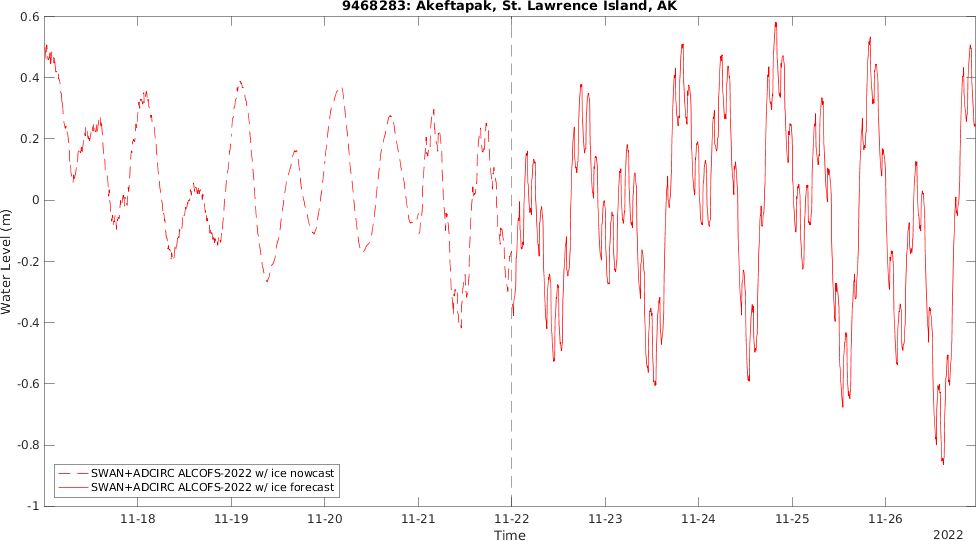 9468283: Akeftapak, St. Lawrence Island, AK
Water Level (m)
0.6
0.4
0.2
0
-0.2
-0.4
-0.6
-0.8
-1
SWAN+ADCIRC ALCOFS-2022 w/ ice nowcast
SWAN+ADCIRC ALCOFS-2022 w/ ice forecast
11-18 11-19 11-20 11-21 11-22 11-23 11-24 11-25 11-26
Time
2022